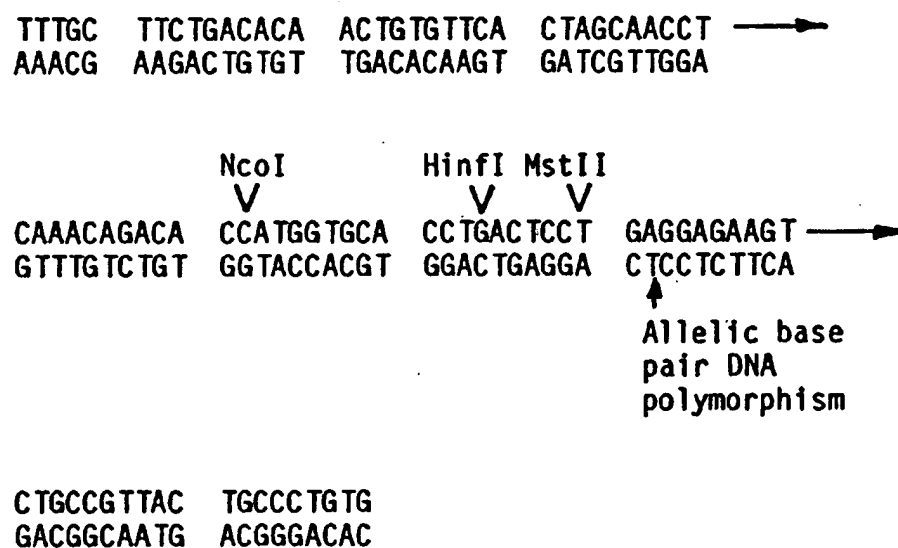 TTTGC TTCTGACACA ACTGTGTTCA CTAGCAACCT
AAACG AAGACTGTGT TGACACAAGT GATCGTTGGA
NcoI HinfI MstII
CAAACAGACA CCATGGTGCA CCTGACTCCT GAGGAGAAGT
GTTTGTCTGT GGTACCACGT GGACTGAGGA CTCCTCTTCA
Allelic base
pair DNA
polymorphism
CTGCCGTTAC TGCCCTGTG
GACGGCAATG ACGGGACAC